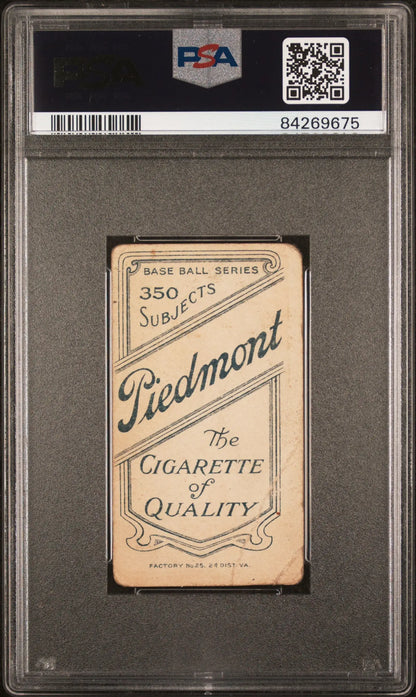 PSA
84269675
BASE BALL SERIES
350
SUBJECTS
Piedmont
The
CIGARETTE
of
QUALITY
FACTORY No 25, 2d DIST. VA.